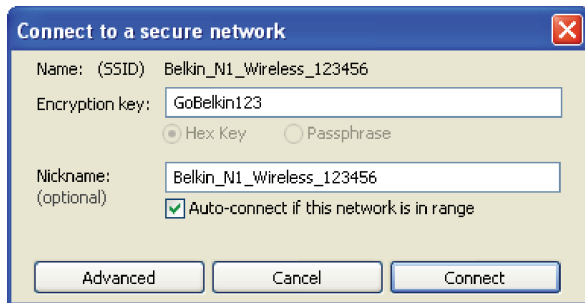 Connect to a secure network
Name: (SSID) Belkin_N1_Wireless_123456
Encryption key: GoBelkin123
Hex Key Passphrase
Nickname: Belkin_N1_Wireless_123456
(optional)
Auto-connect if this network is in range
Advanced Cancel Connect